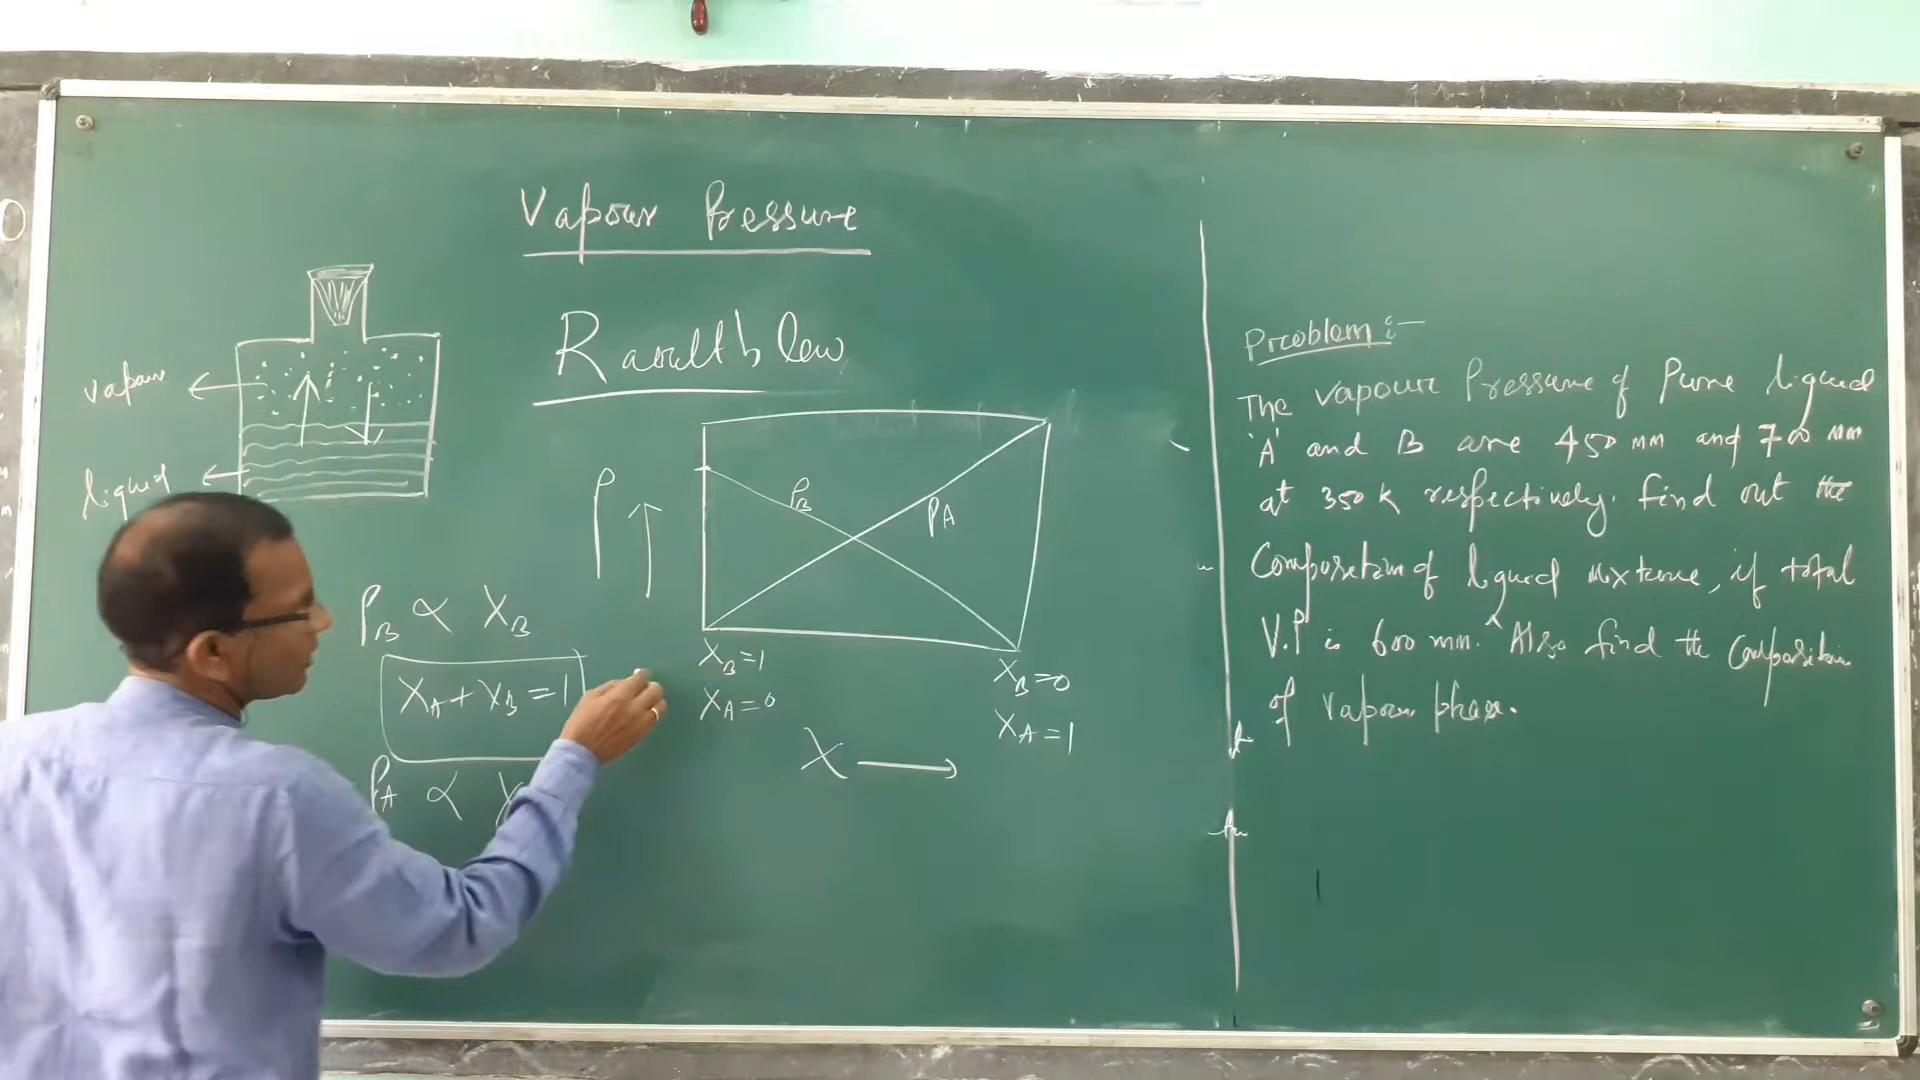 Vapour Pressure
Raoult's law
vapour
liquid
P
P_B
P_A
P_B ∝ X_B
X_A + X_B = 1
P_A ∝
X_B = 1
X_A = 0
X_B = 0
X_A = 1
X
Problem :-
The vapour Pressure of Pure liquid
'A' and B are 450 mm and 700 mm
at 350 K respectively. find out the
Composition of liquid mixture, if total
V.P is 600 mm. Also find the Composition
of vapour phase.